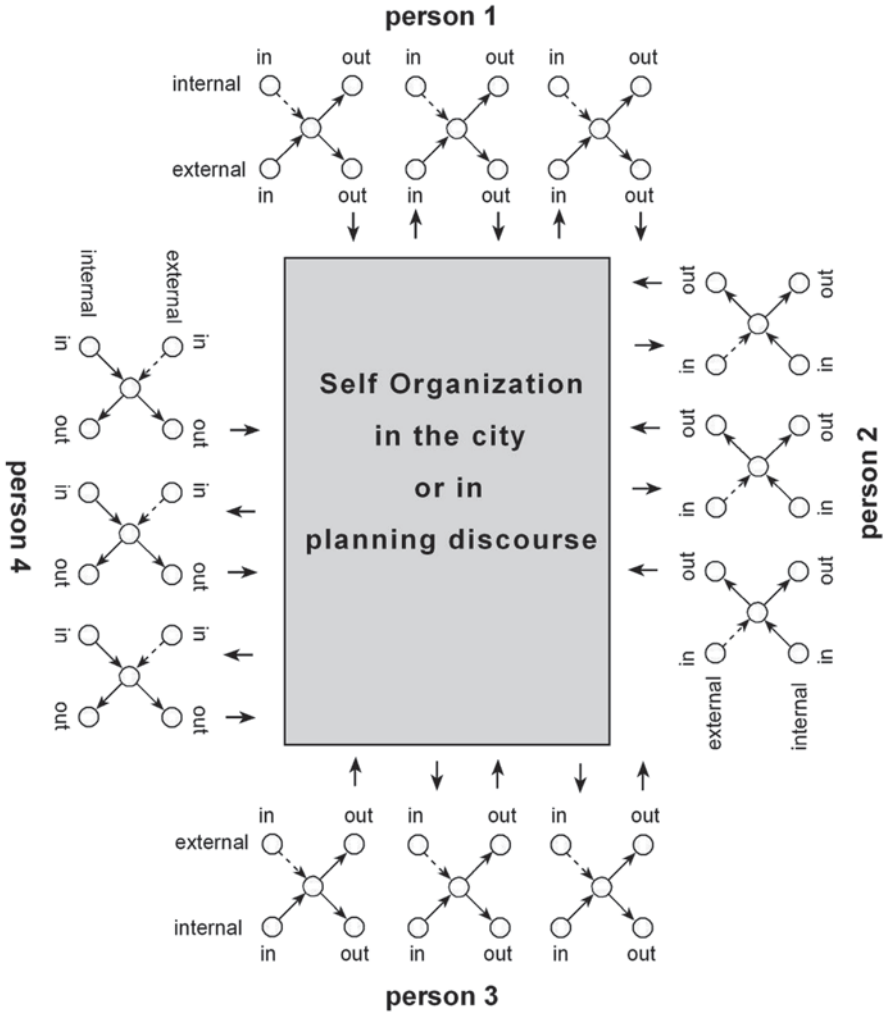 person 1
in out in out in out
internal
external
in out in out in out
internal external
in in
out out
in in
out out
in in
out out
person 4
Self Organization
in the city
or in
planning discourse
out out
in in
out out
in in
out out
in in
external internal
person 2
in out in out in out
external
internal
in out in out in out
person 3